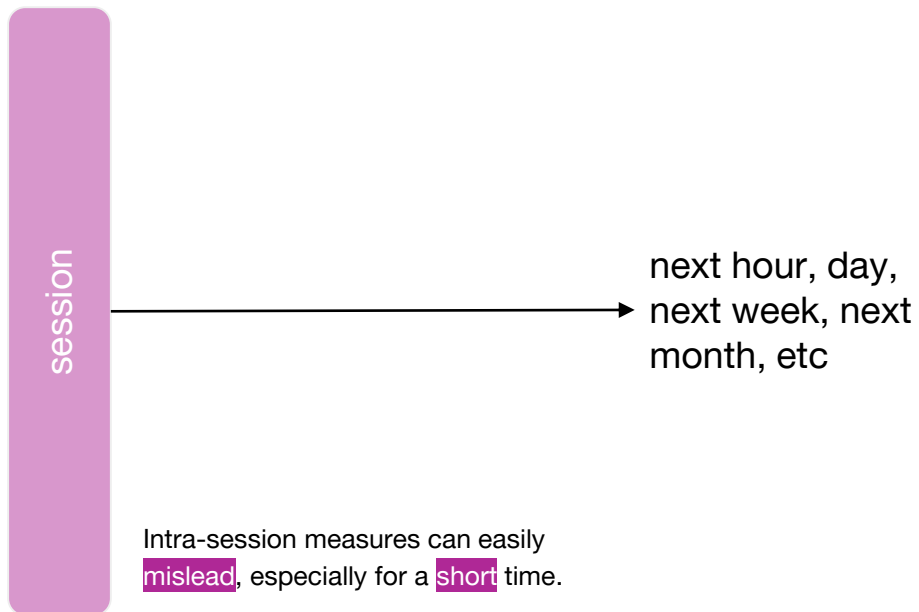 session
next hour, day,
next week, next
month, etc
Intra-session measures can easily
mislead, especially for a short time.